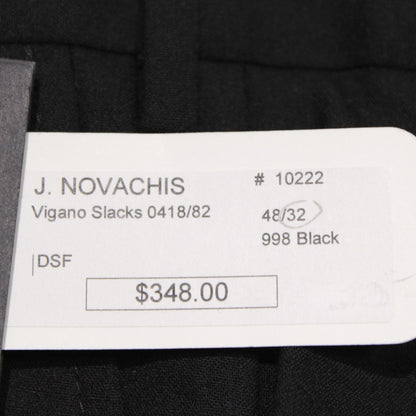 J. NOVACHIS # 10222
Vigano Slacks 0418/82 48/32
998 Black
DSF
$348.00